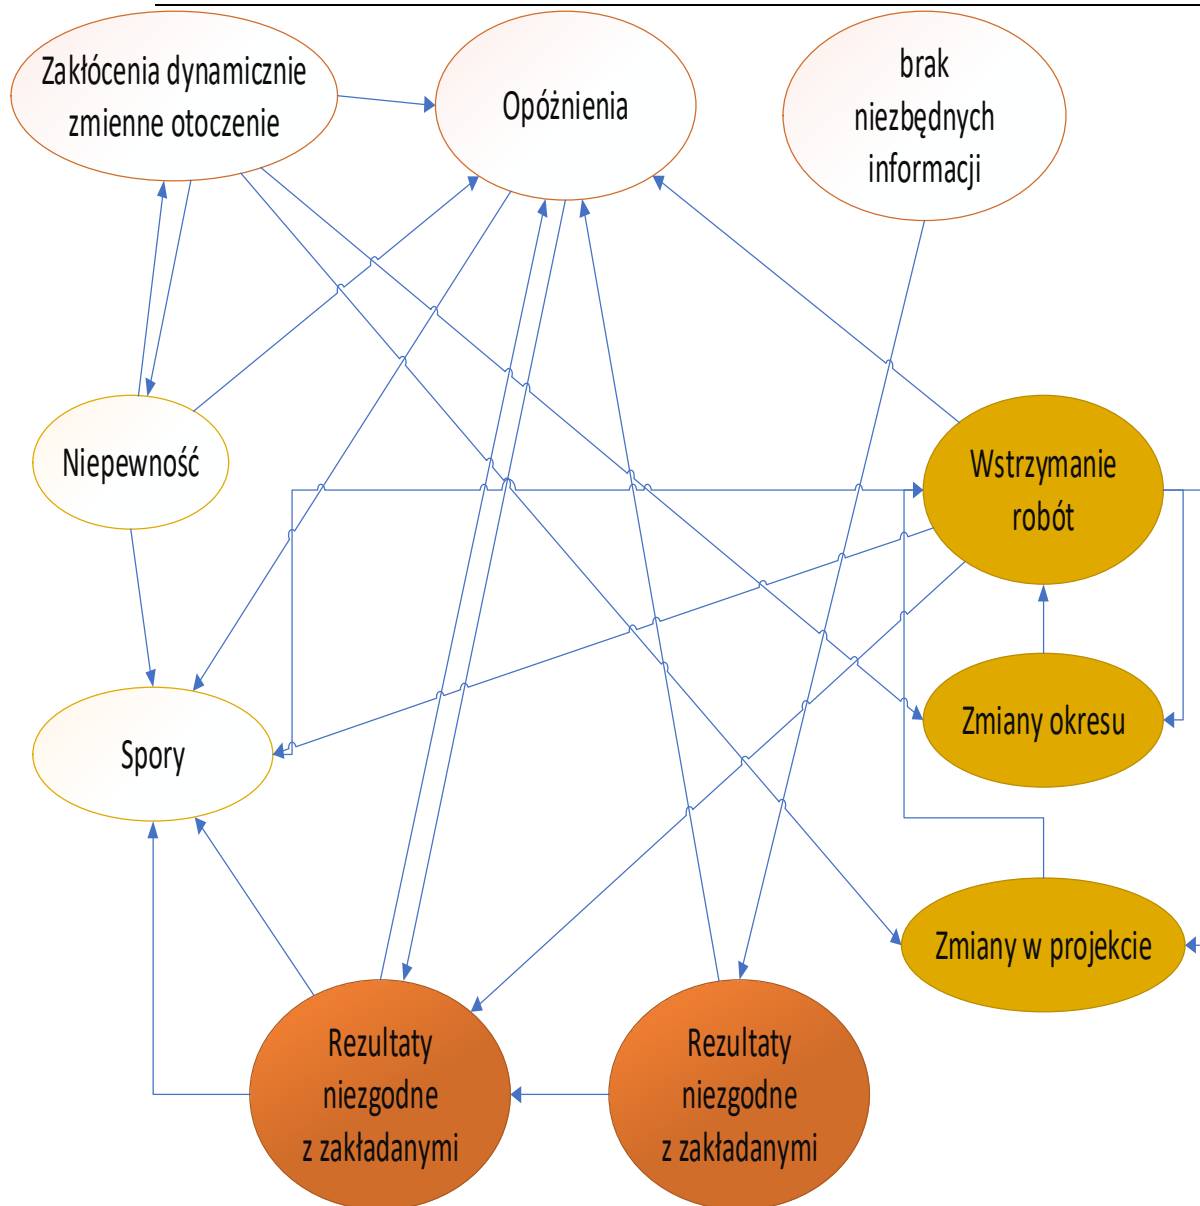 Zakłócenia dynamicznie
zmienne otoczenie
Opóźnienia
brak
niezbędnych
informacji
Niepewność
Wstrzymanie
robót
Spory
Zmiany okresu
Zmiany w projekcie
Rezultaty
niezgodne
z zakładanymi
Rezultaty
niezgodne
z zakładanymi